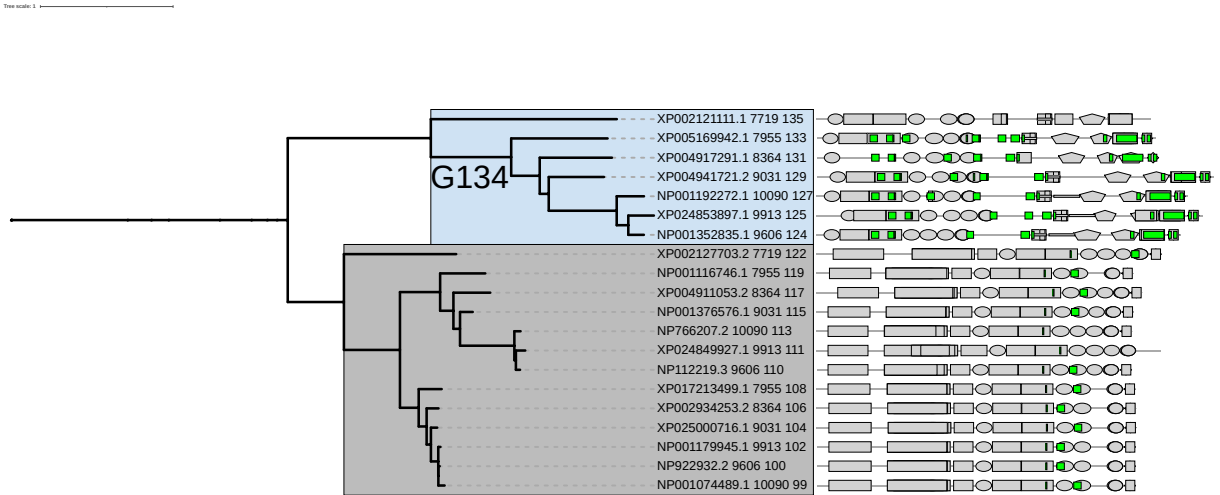 Tree scale: 1
XP002121111.1 7719 135
XP005169942.1 7955 133
XP004917291.1 8364 131
G134
XP004941721.2 9031 129
NP001192272.1 10090 127
XP024853897.1 9913 125
NP001352835.1 9606 124
XP002127703.2 7719 122
NP001116746.1 7955 119
XP004911053.2 8364 117
NP001376576.1 9031 115
NP766207.2 10090 113
XP024849927.1 9913 111
NP112219.3 9606 110
XP017213499.1 7955 108
XP002934253.2 8364 106
XP025000716.1 9031 104
NP001179945.1 9913 102
NP922932.2 9606 100
NP001074489.1 10090 99